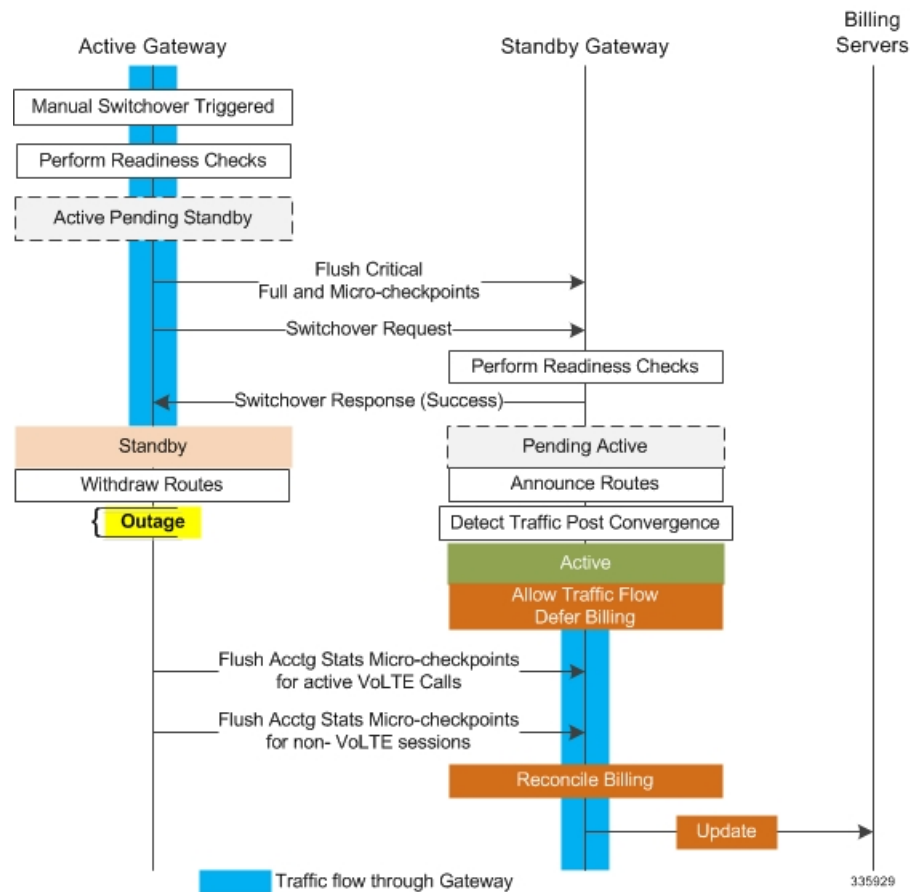 Active Gateway
Standby Gateway
Billing
Servers
Manual Switchover Triggered
Perform Readiness Checks
Active Pending Standby
Flush Critical
Full and Micro-checkpoints
Switchover Request
Perform Readiness Checks
Switchover Response (Success)
Standby
Pending Active
Withdraw Routes
Announce Routes
{ Outage
Detect Traffic Post Convergence
Active
Allow Traffic Flow
Defer Billing
Flush Acctg Stats Micro-checkpoints
for active VoLTE Calls
Flush Acctg Stats Micro-checkpoints
for non- VoLTE sessions
Reconcile Billing
Update
Traffic flow through Gateway
335929